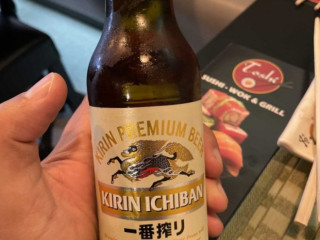 KIRIN PREMIUM BEER
KIRIN ICHIBAN
一番搾り
Toshi
SUSHI - WOK & GRILL